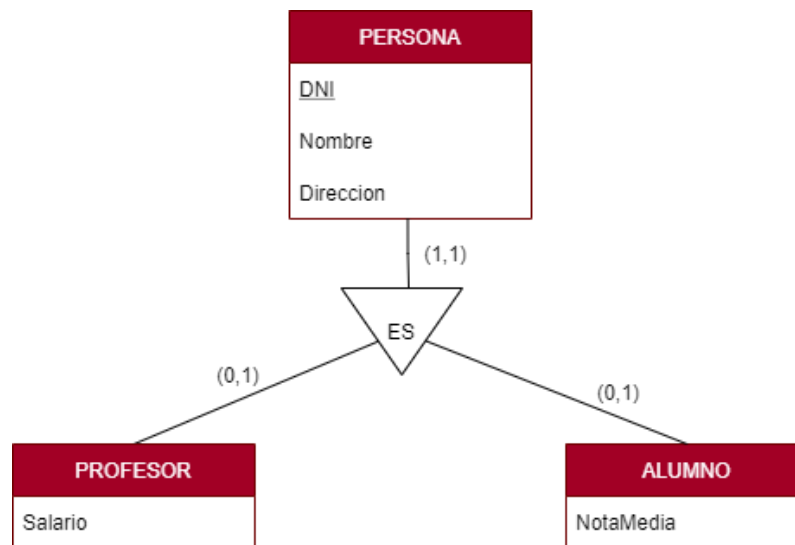 PERSONA
DNI
Nombre
Direccion
(1,1)
ES
(0,1)
(0,1)
PROFESOR
Salario
ALUMNO
NotaMedia